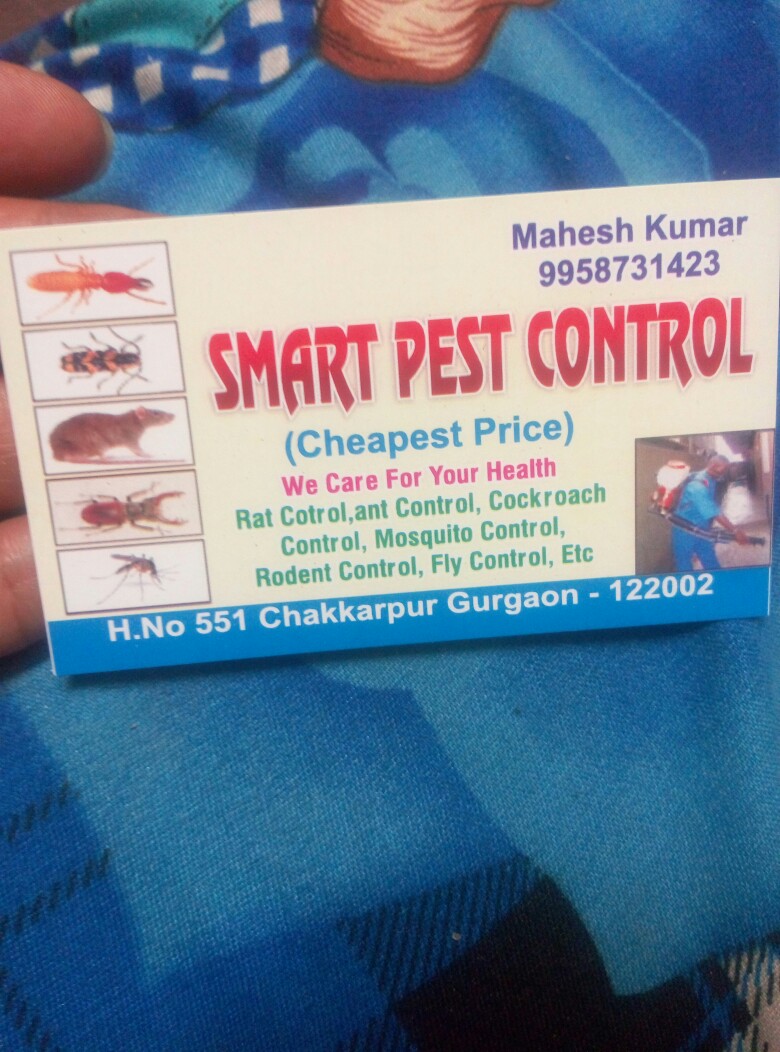 Mahesh Kumar
9958731423
SMART PEST CONTROL
(Cheapest Price)
We Care For Your Health
Rat Cotrol,ant Control, Cockroach
Control, Mosquito Control,
Rodent Control, Fly Control, Etc
H.No 551 Chakkarpur Gurgaon - 122002